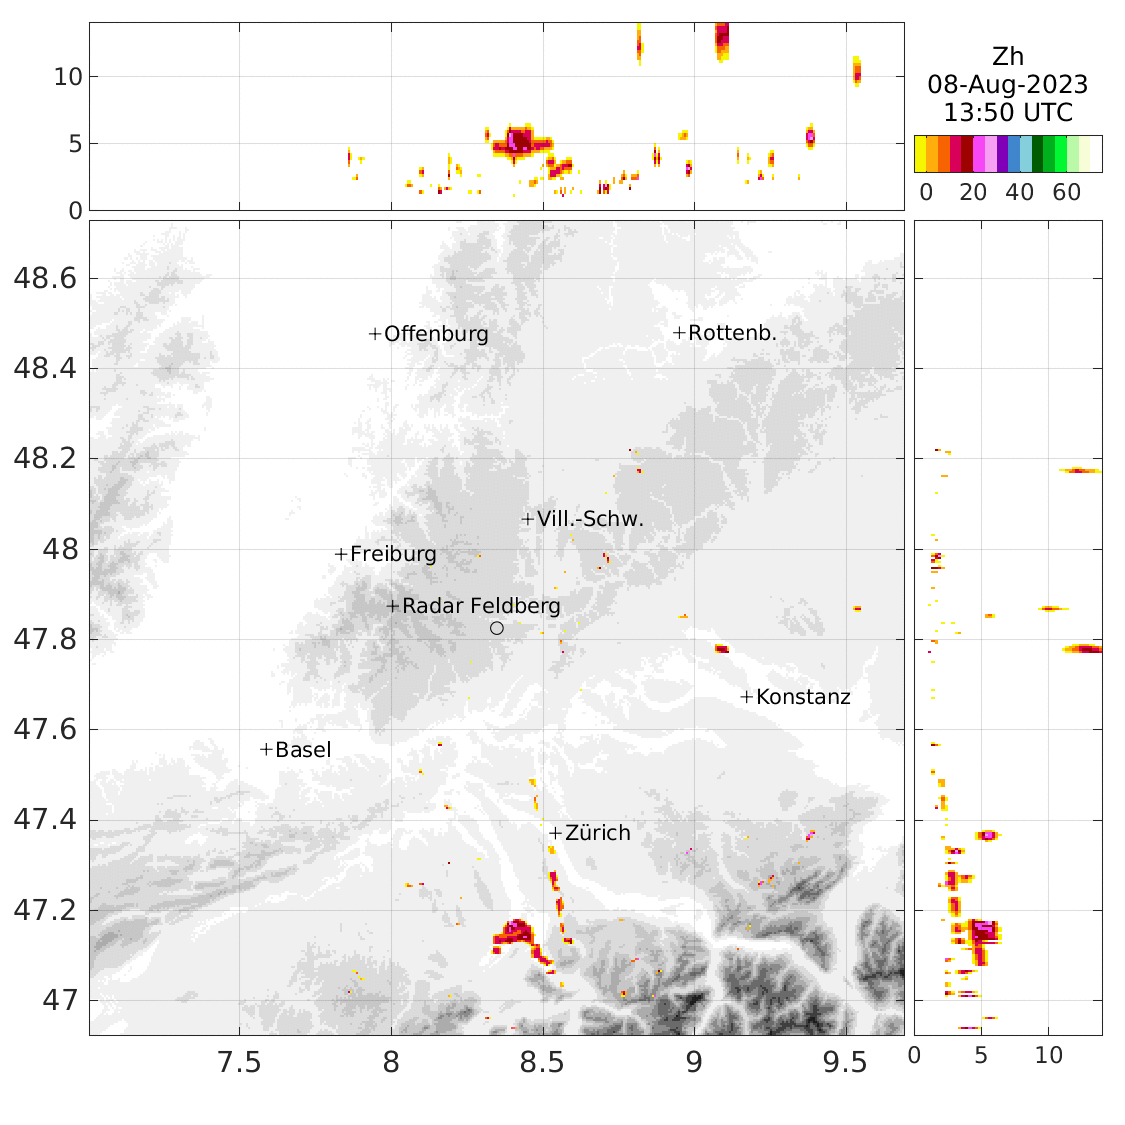 10
5
0
Zh
08-Aug-2023
13:50 UTC
0 20 40 60
48.6
48.4
48.2
48
47.8
47.6
47.4
47.2
47
+Offenburg
+Rottenb.
+Vill.-Schw.
+Freiburg
+Radar Feldberg
+Konstanz
+Basel
+Zürich
7.5 8 8.5 9 9.5
0 5 10